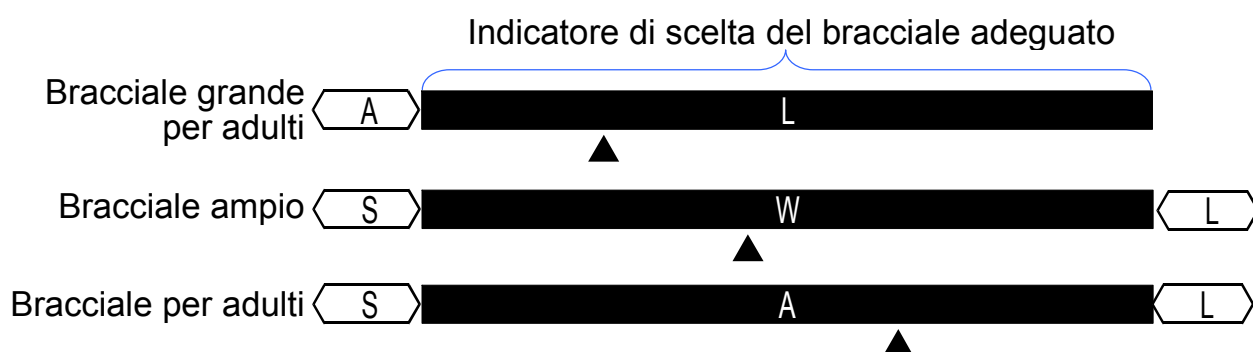 Indicatore di scelta del bracciale adeguato
Bracciale grande
per adulti
A
L
Bracciale ampio
S
W
L
Bracciale per adulti
S
A
L